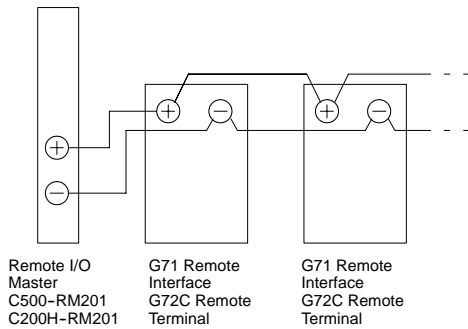 +
−
+
−
+
−
Remote I/O
Master
C500-RM201
C200H-RM201
G71 Remote
Interface
G72C Remote
Terminal
G71 Remote
Interface
G72C Remote
Terminal